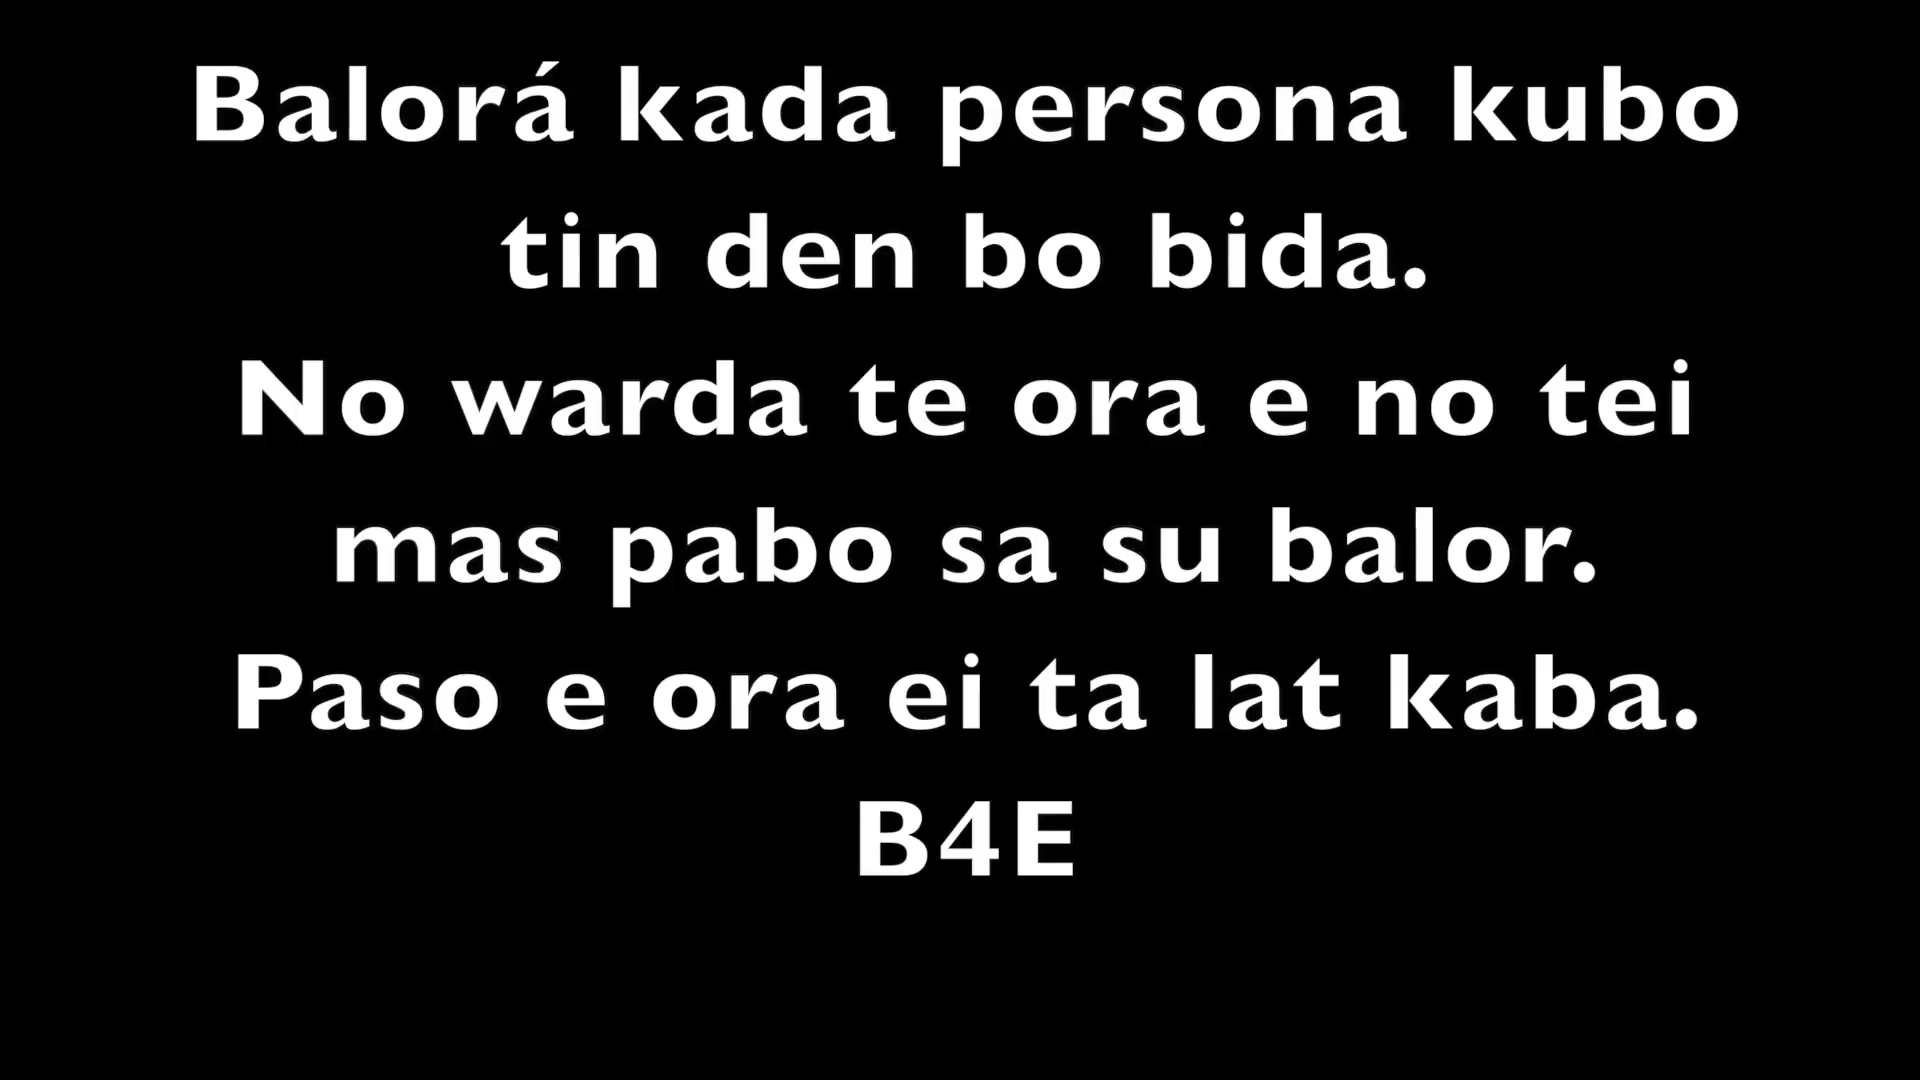 Balorá kada persona kubo
tin den bo bida.
No warda te ora e no tei
mas pabo sa su balor.
Paso e ora ei ta lat kaba.
B4E